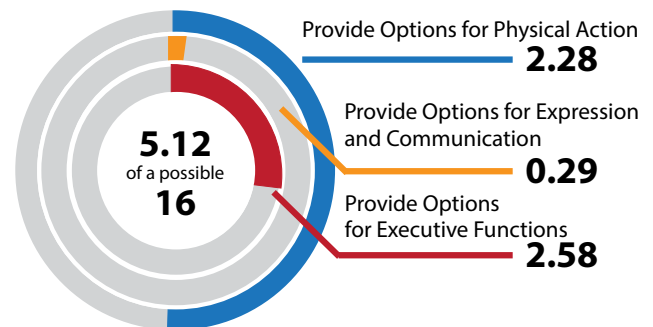 Provide Options for Physical Action
2.28
Provide Options for Expression
and Communication
0.29
Provide Options
for Executive Functions
2.58
5.12
of a possible
16